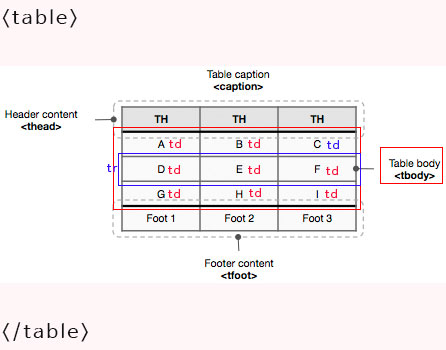 ⟨table⟩
Table caption
<caption>
Header content
<thead>
TH TH TH
A td B td C td
tr D td E td F td
G td H td I td
Table body
<tbody>
Foot 1 Foot 2 Foot 3
Footer content
<tfoot>
⟨/table⟩